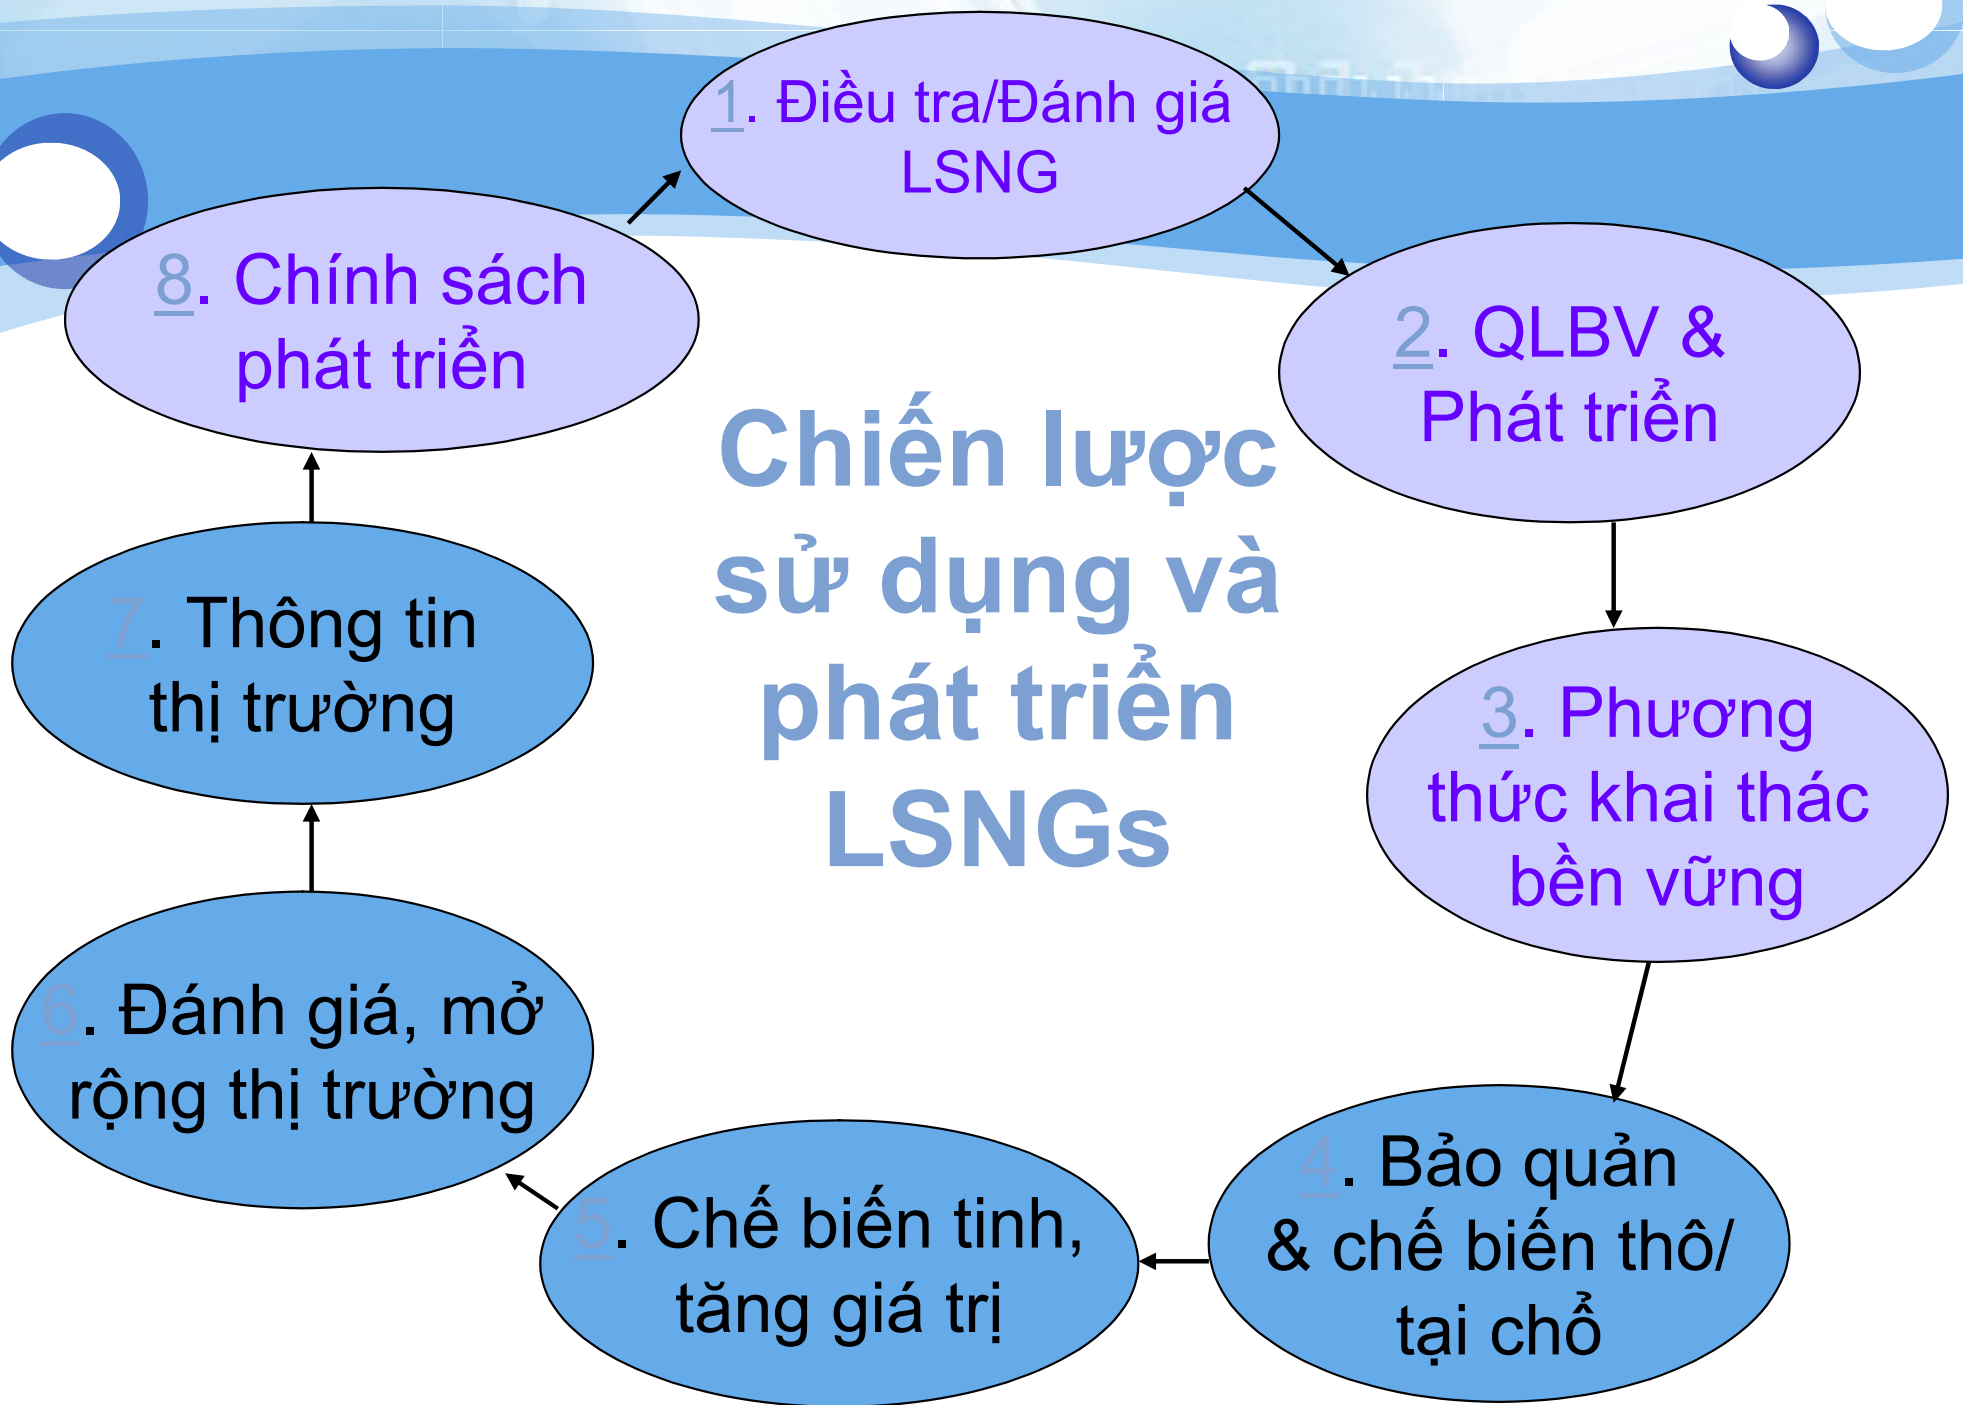 1. Điều tra/Đánh giá
LSNG
2. QLBV &
Phát triển
3. Phương
thức khai thác
bền vững
4. Bảo quản
& chế biến thô/
tại chổ
5. Chế biến tinh,
tăng giá trị
6. Đánh giá, mở
rộng thị trường
7. Thông tin
thị trường
8. Chính sách
phát triển
Chiến lược
sử dụng và
phát triển
LSNGs